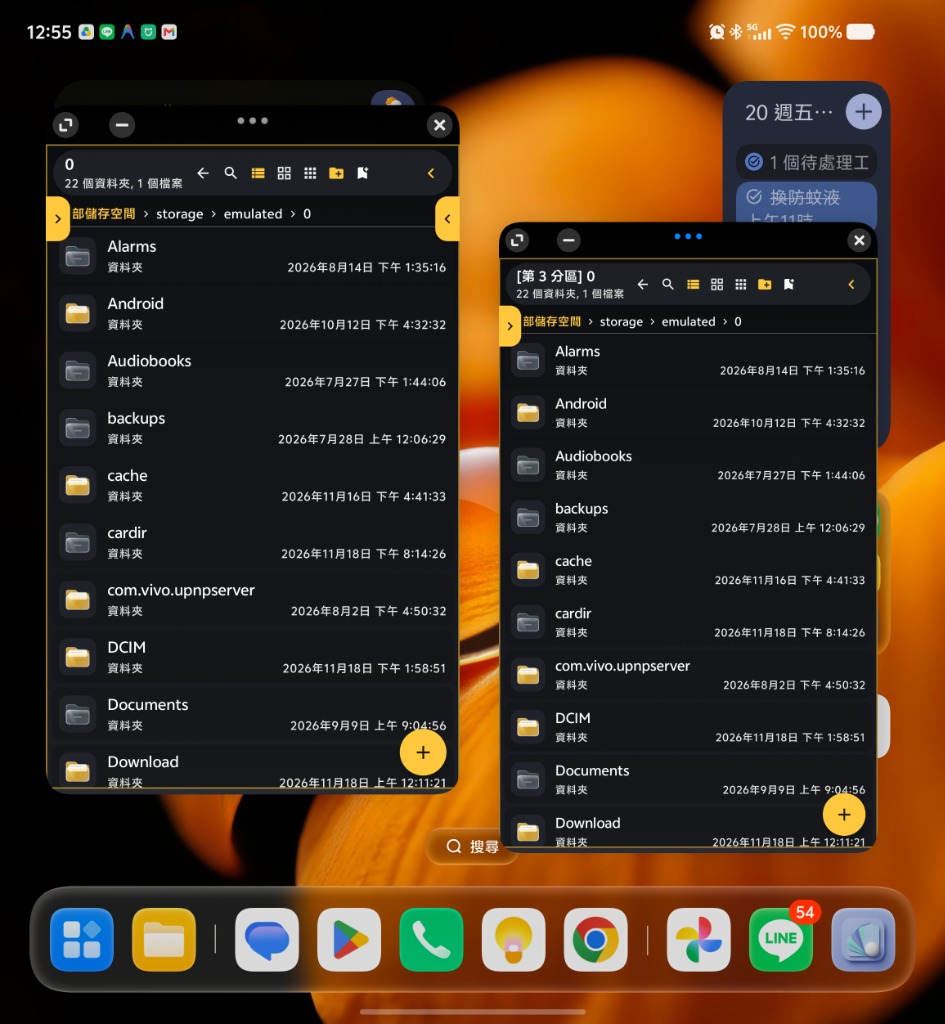 12:55
5G
100%
20 週五…
1 個待處理工
換防蚊液
上午11時
0
22 個資料夾, 1 個檔案
部儲存空間 › storage › emulated › 0
Alarms
資料夾
2026年8月14日 下午 1:35:16
Android
資料夾
2026年10月12日 下午 4:32:32
Audiobooks
資料夾
2026年7月27日 下午 1:44:06
backups
資料夾
2026年7月28日 上午 12:06:29
cache
資料夾
2026年11月16日 下午 4:41:33
cardir
資料夾
2026年11月18日 下午 8:14:26
com.vivo.upnpserver
資料夾
2026年8月2日 下午 4:50:32
DCIM
資料夾
2026年11月18日 下午 1:58:51
Documents
資料夾
2026年9月9日 上午 9:04:56
Download
資料夾
2026年11月18日 上午 12:11:21
[第 3 分區] 0
22 個資料夾, 1 個檔案
部儲存空間 › storage › emulated › 0
Alarms
資料夾
2026年8月14日 下午 1:35:16
Android
資料夾
2026年10月12日 下午 4:32:32
Audiobooks
資料夾
2026年7月27日 下午 1:44:06
backups
資料夾
2026年7月28日 上午 12:06:29
cache
資料夾
2026年11月16日 下午 4:41:33
cardir
資料夾
2026年11月18日 下午 8:14:26
com.vivo.upnpserver
資料夾
2026年8月2日 下午 4:50:32
DCIM
資料夾
2026年11月18日 下午 1:58:51
Documents
資料夾
2026年9月9日 上午 9:04:56
Download
資料夾
2026年11月18日 上午 12:11:21
搜尋
54
LINE